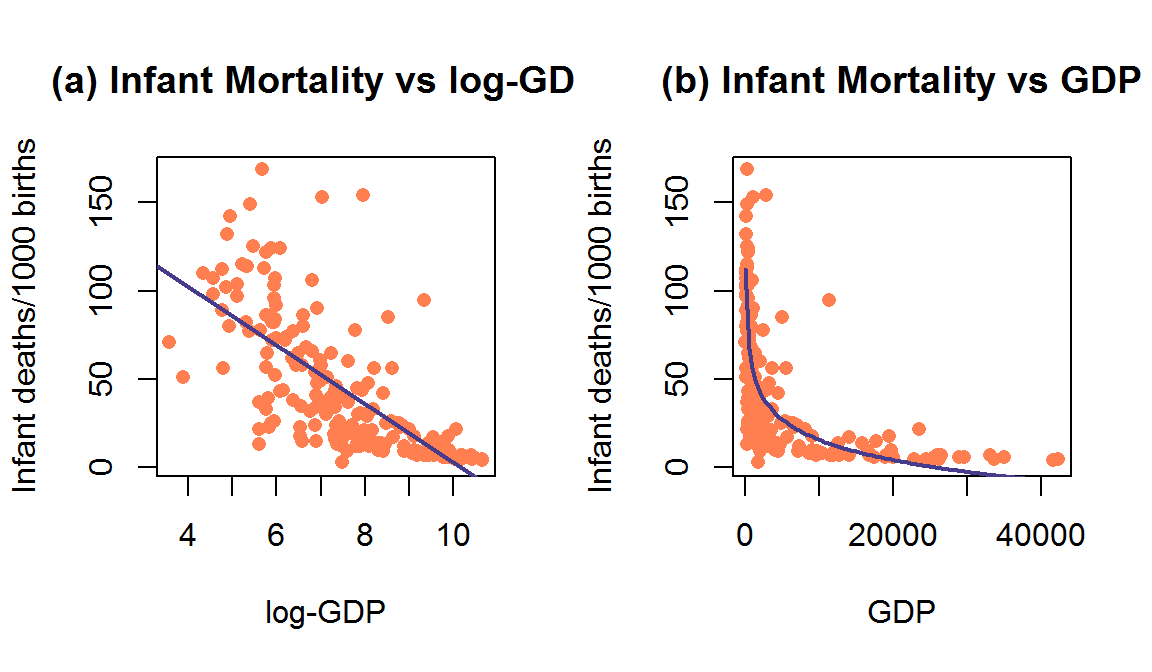 (a) Infant Mortality vs log-GD
Infant deaths/1000 births
150
100
50
0
4 6 8 10
log-GDP
(b) Infant Mortality vs GDP
Infant deaths/1000 births
150
100
50
0
0 20000 40000
GDP